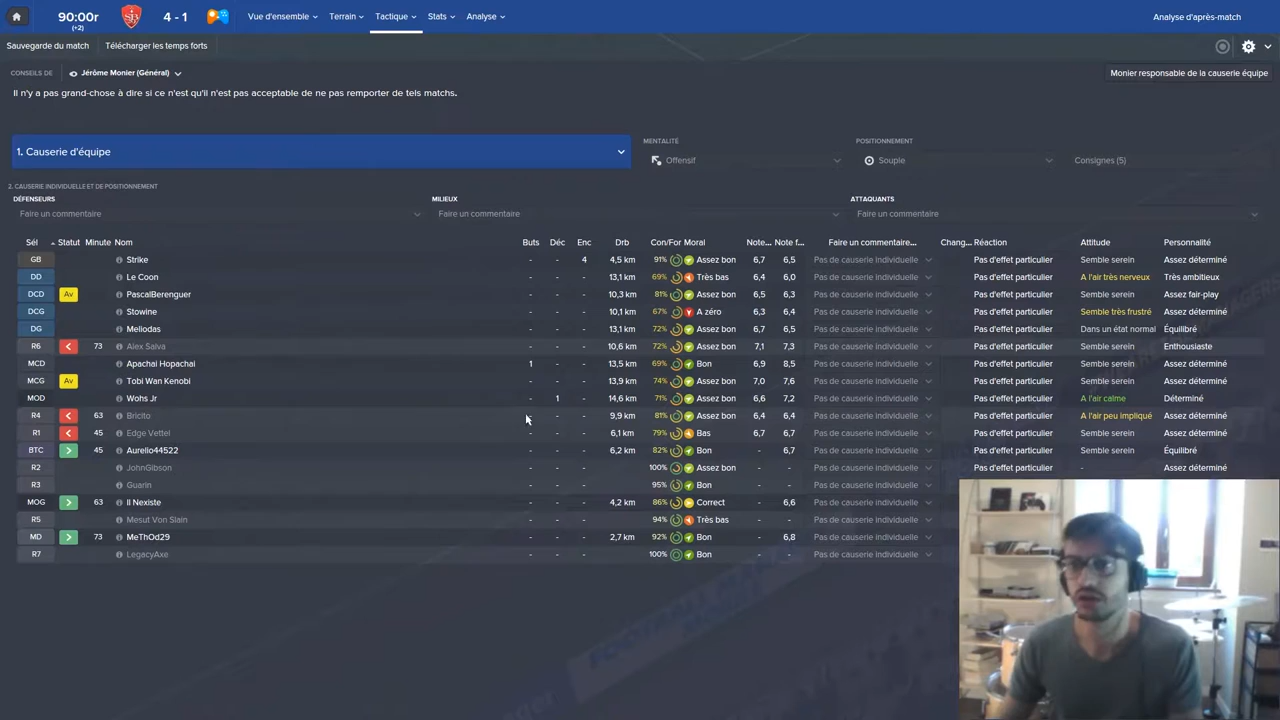 90:00r 4 - 1 Vue d'ensemble Terrain Tactique Stats Analyse Analyse d'après-match
(+2)
Sauvegarde du match Télécharger les temps forts
CONSEILS DE Jérôme Monier (Général) Monier responsable de la causerie équipe
Il n'y a pas grand-chose à dire si ce n'est qu'il n'est pas acceptable de ne pas remporter de tels matchs.
MENTALITÉ POSITIONNEMENT
1. Causerie d'équipe Offensif Souple Consignes (5)
2. CAUSERIE INDIVIDUELLE ET DE POSITIONNEMENT
DÉFENSEURS MILIEUX ATTAQUANTS
Faire un commentaire Faire un commentaire Faire un commentaire
Sél Statut Minute Nom Buts Déc Enc Drb Con/For Moral Note... Note f... Faire un commentaire... Chang... Réaction Attitude Personnalité
GB Strike - - 4 4,5 km 91% Assez bon 6,7 6,5 Pas de causerie individuelle Pas d'effet particulier Semble serein Assez déterminé
DD Le Coon - - - 13,1 km 69% Très bas 6,4 6,0 Pas de causerie individuelle Pas d'effet particulier A l'air très nerveux Très ambitieux
DCD Av PascalBerenguer - - - 10,3 km 81% Assez bon 6,5 6,3 Pas de causerie individuelle Pas d'effet particulier Semble serein Assez fair-play
DCG Stowine - - - 10,1 km 67% A zéro 6,3 6,4 Pas de causerie individuelle Pas d'effet particulier Semble très frustré Assez déterminé
DG Meliodas - - - 13,1 km 72% Assez bon 6,7 6,5 Pas de causerie individuelle Pas d'effet particulier Dans un état normal Équilibré
R6 73 Alex Salva - - - 10,6 km 72% Assez bon 7,1 7,3 Pas de causerie individuelle Pas d'effet particulier Semble serein Enthousiaste
MCD Apachai Hopachai 1 - - 13,5 km 69% Bon 6,9 8,5 Pas de causerie individuelle Pas d'effet particulier Semble serein Assez déterminé
MCG Av Tobi Wan Kenobi - - - 13,9 km 74% Assez bon 7,0 7,6 Pas de causerie individuelle Pas d'effet particulier Semble serein Assez déterminé
MOD Wohs Jr - 1 - 14,6 km 71% Assez bon 6,6 7,2 Pas de causerie individuelle Pas d'effet particulier A l'air calme Déterminé
R4 63 Bricito - - - 9,9 km 81% Assez bon 6,4 6,4 Pas de causerie individuelle Pas d'effet particulier A l'air peu impliqué Assez déterminé
R1 45 Edge Vettel - - - 6,1 km 79% Bas 6,7 6,7 Pas de causerie individuelle Pas d'effet particulier Semble serein Assez déterminé
BTC 45 Aurelio44522 - - - 6,2 km 82% Bon - 6,7 Pas de causerie individuelle Pas d'effet particulier Semble serein Équilibré
R2 JohnGibson - - - 100% Assez bon - - Pas de causerie individuelle Pas d'effet particulier - Assez déterminé
R3 Guarin - - - 95% Bon - - Pas de causerie individuelle
MOG 63 Il Nexiste - - - 4,2 km 86% Correct - 6,6 Pas de causerie individuelle
R5 Mesut Von Slain - - - 94% Très bas - - Pas de causerie individuelle
MD 73 MeThOd29 - - - 2,7 km 92% Bon - 6,8 Pas de causerie individuelle
R7 LegacyAxe - - - 100% Bon - - Pas de causerie individuelle